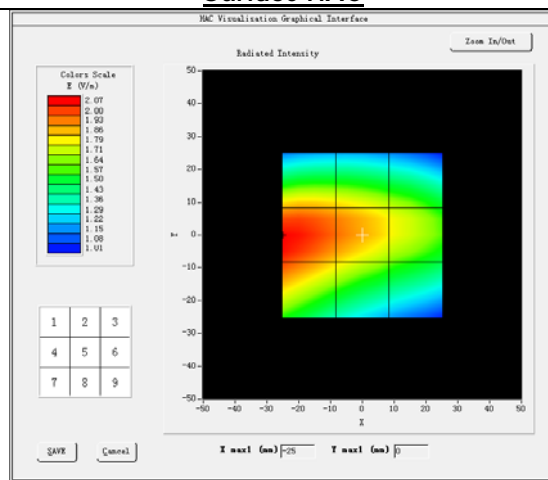 Surface HAC
HAC Visualisation Graphical Interface
Zoom In/Out
Radiated Intensity
Colors Scale
E (V/m)
2.07
2.00
1.93
1.86
1.79
1.71
1.64
1.57
1.50
1.43
1.36
1.29
1.22
1.15
1.08
1.01
50
40
30
20
10
Y 0
-10
-20
-30
-40
-50
-50 -40 -30 -20 -10 0 10 20 30 40 50
X
1 2 3
4 5 6
7 8 9
SAVE Cancel X max1 (mm) -25 Y max1 (mm) 0